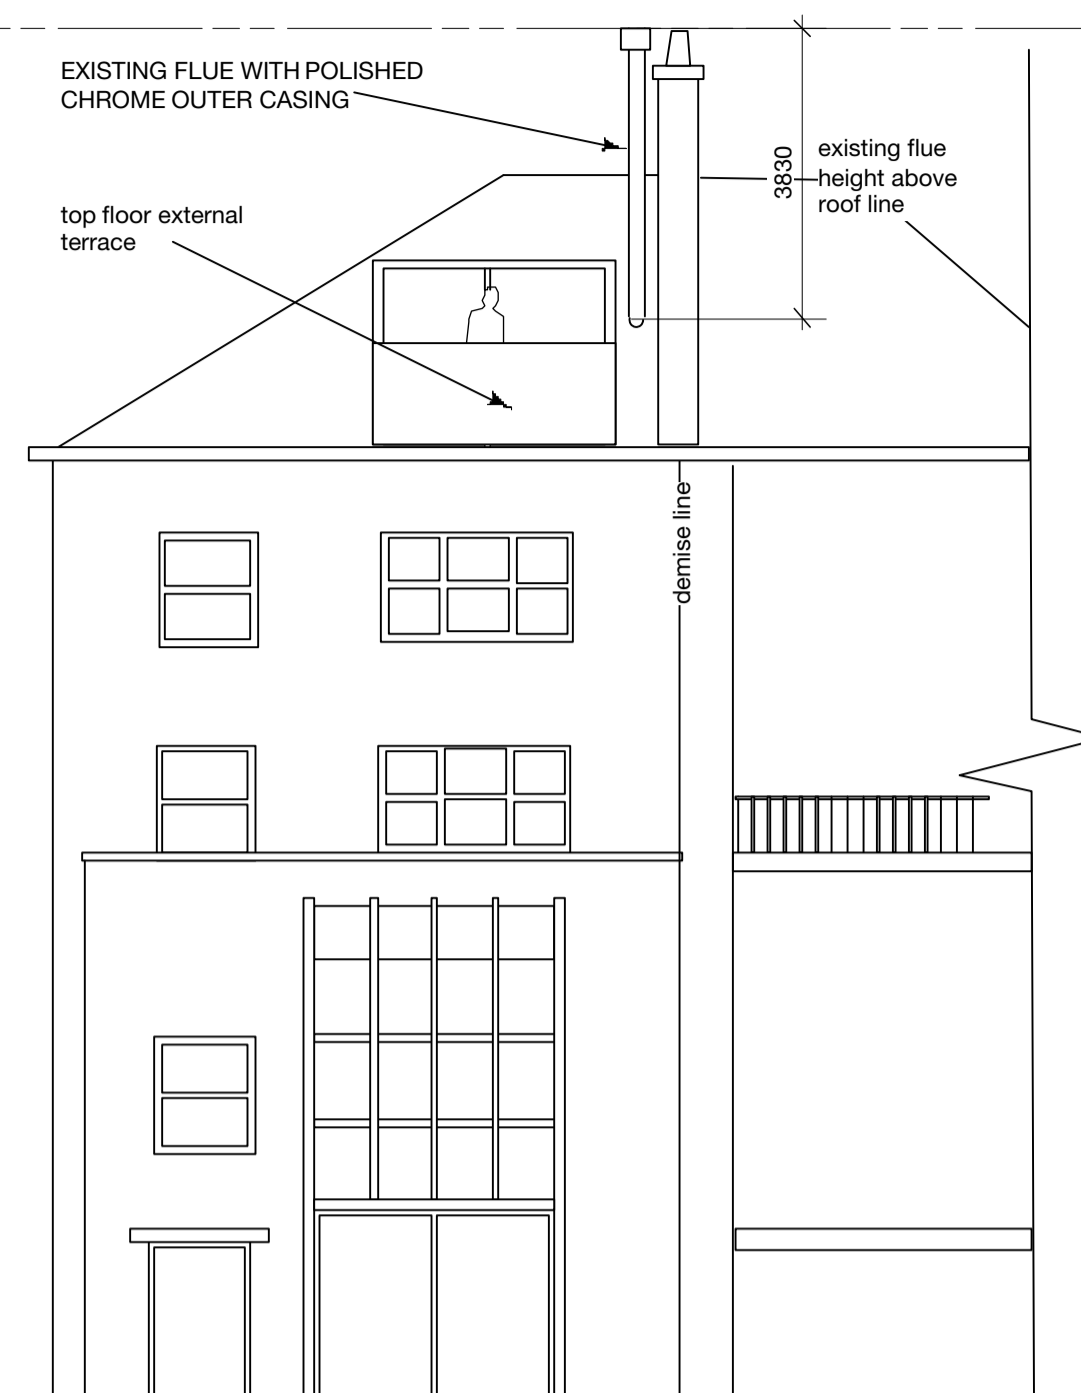 EXISTING FLUE WITH POLISHED
CHROME OUTER CASING
existing flue
height above
roof line
3830
top floor external
terrace
demise line